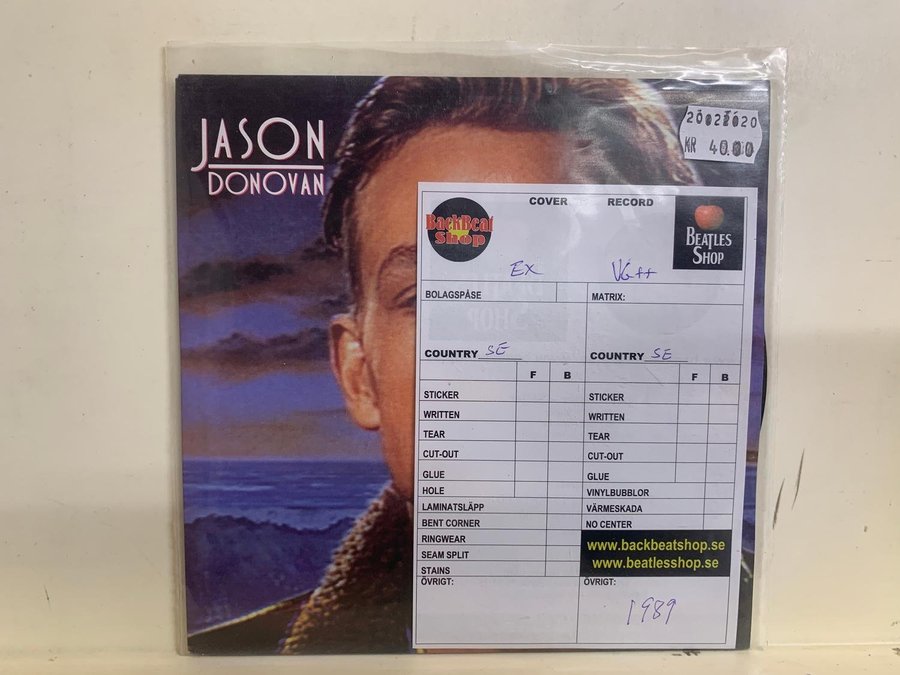 JASON
DONOVAN
20022020
KR 40.00
COVER RECORD
BackBeat
Shop
BEATLES
SHOP
EX VG++
BOLAGSPÅSE MATRIX:
COUNTRY SE COUNTRY SE
F B F B
STICKER STICKER
WRITTEN WRITTEN
TEAR TEAR
CUT-OUT CUT-OUT
GLUE GLUE
HOLE VINYLBUBBLOR
LAMINATSLÄPP VÄRMESKADA
BENT CORNER NO CENTER
RINGWEAR
SEAM SPLIT
STAINS
www.backbeatshop.se
www.beatlesshop.se
ÖVRIGT: ÖVRIGT:
1989